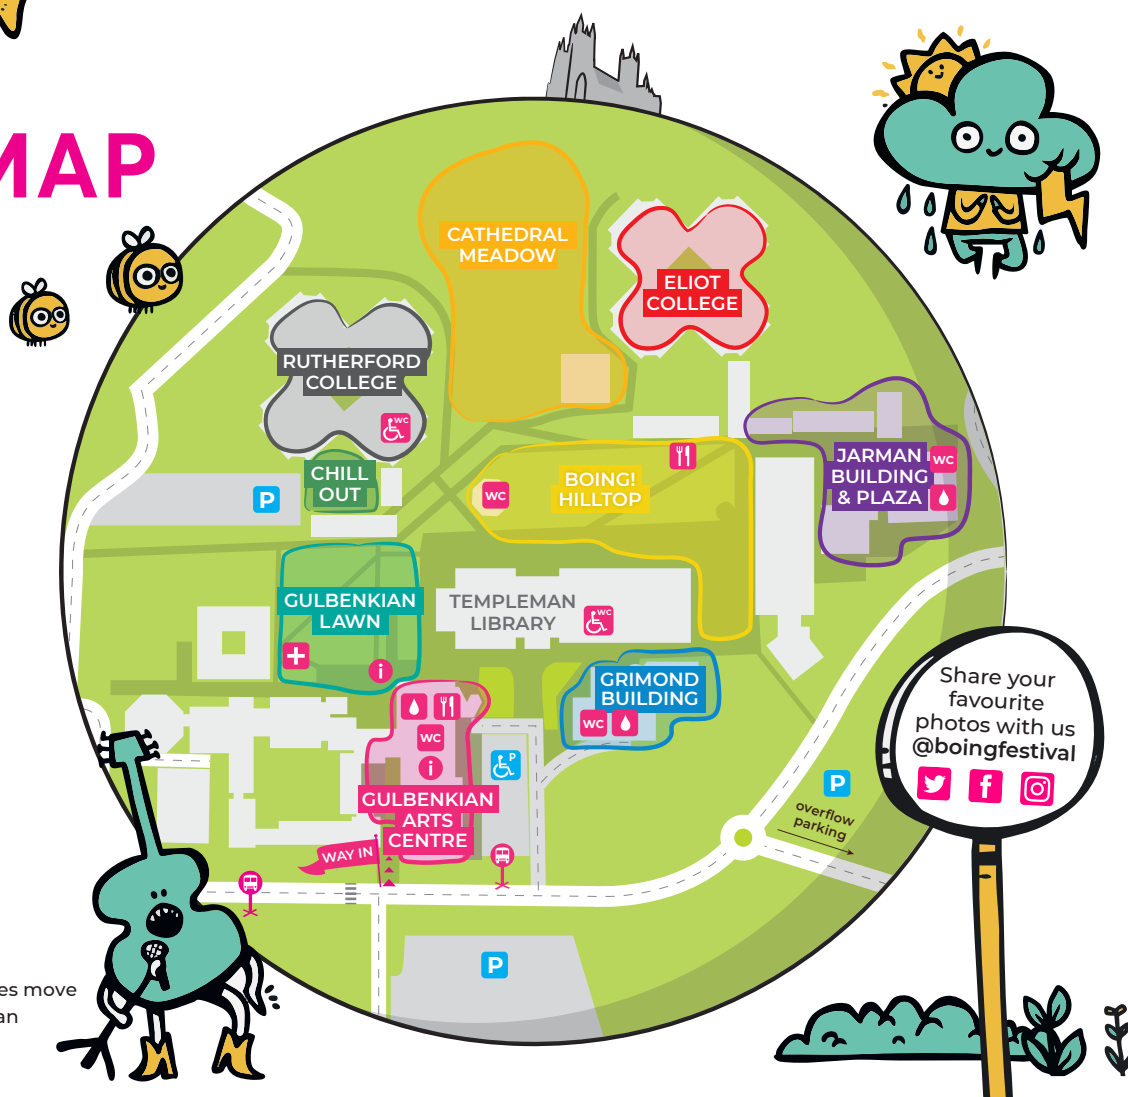 MAP
CATHEDRAL
MEADOW
ELIOT
COLLEGE
RUTHERFORD
COLLEGE
WC
CHILL
OUT
P
BOING!
HILLTOP
WC
JARMAN
BUILDING
& PLAZA
WC
GULBENKIAN
LAWN
i
TEMPLEMAN
LIBRARY
WC
GRIMOND
BUILDING
WC
WC
i
P
GULBENKIAN
ARTS
CENTRE
WAY IN
P
overflow
parking
P
Share your
favourite
photos with us
@boingfestival
es move
an